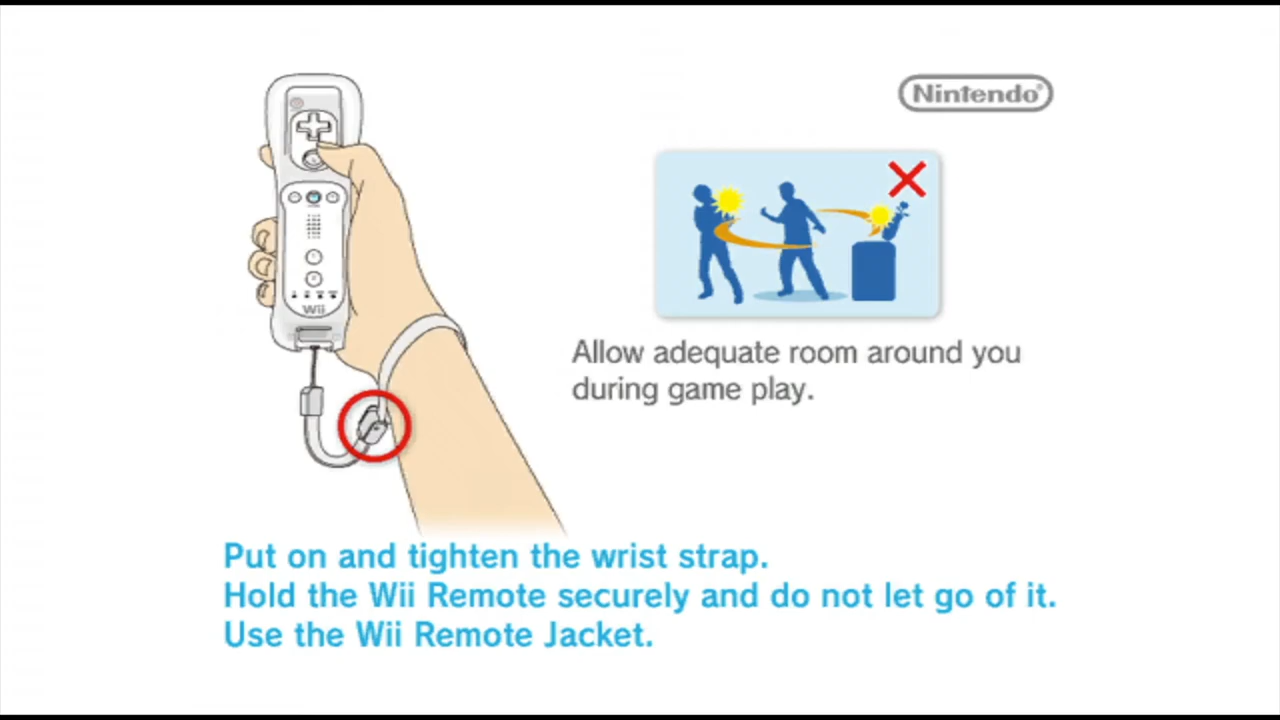 Nintendo®
Allow adequate room around you
during game play.
Wii
Put on and tighten the wrist strap.
Hold the Wii Remote securely and do not let go of it.
Use the Wii Remote Jacket.